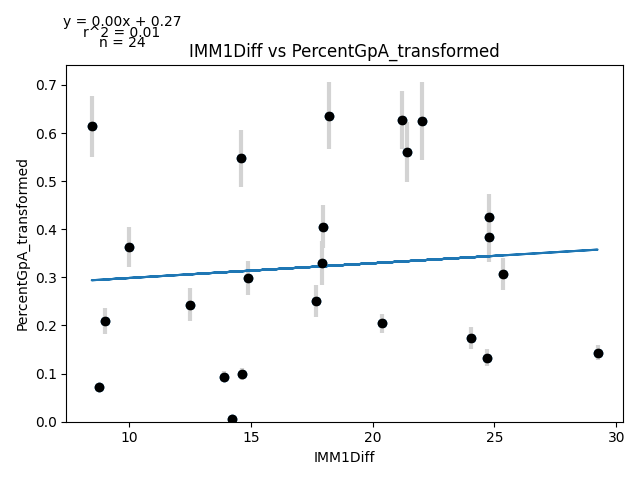 y = 0.00x + 0.27
r^2 = 0.01
n = 24
IMM1Diff vs PercentGpA_transformed
PercentGpA_transformed
0.7
0.6
0.5
0.4
0.3
0.2
0.1
0.0
10 15 20 25 30
IMM1Diff